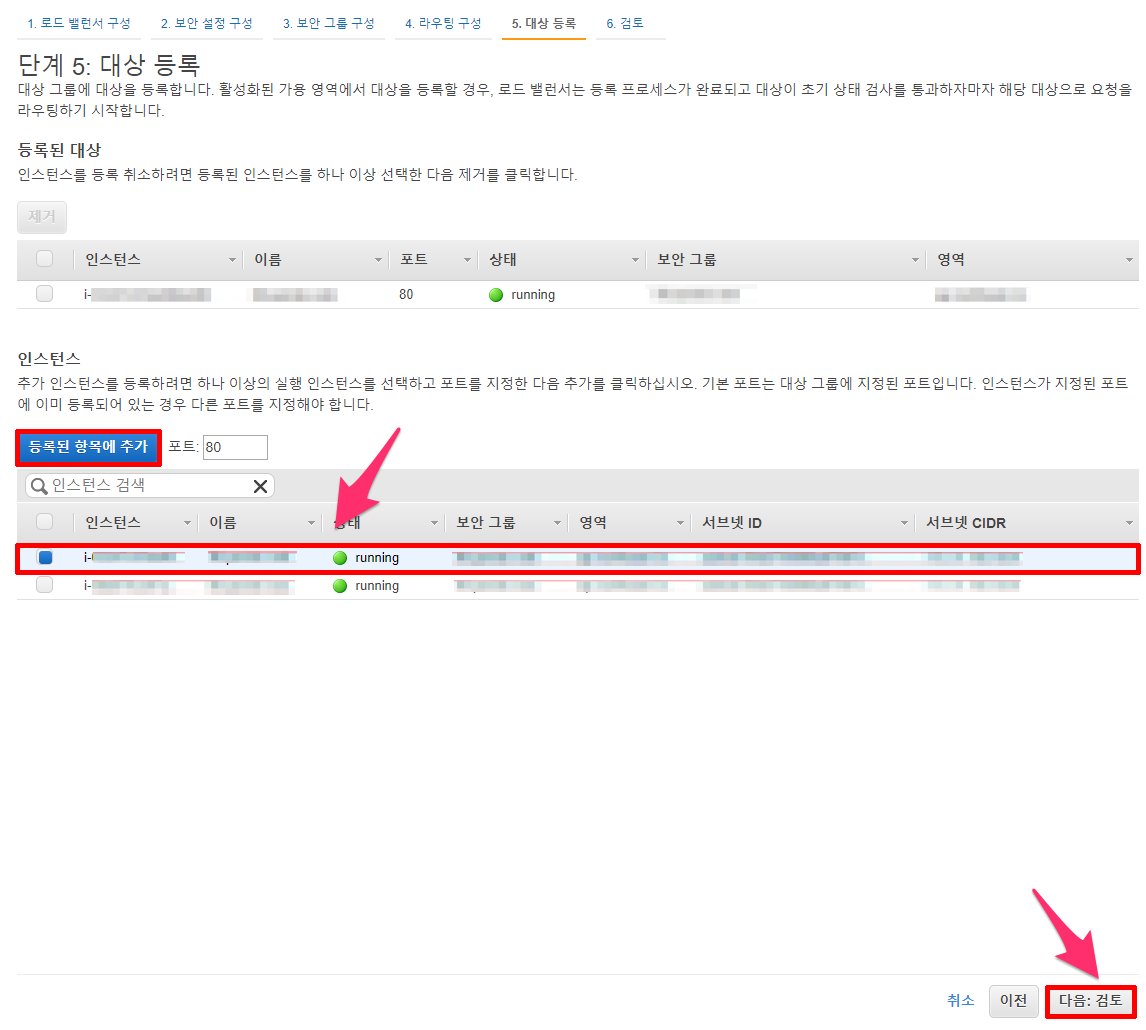 1. 로드 밸런서 구성 2. 보안 설정 구성 3. 보안 그룹 구성 4. 라우팅 구성 5. 대상 등록 6. 검토
단계 5: 대상 등록
대상 그룹에 대상을 등록합니다. 활성화된 가용 영역에서 대상을 등록할 경우, 로드 밸런서는 등록 프로세스가 완료되고 대상이 초기 상태 검사를 통과하자마자 해당 대상으로 요청을
라우팅하기 시작합니다.
등록된 대상
인스턴스를 등록 취소하려면 등록된 인스턴스를 하나 이상 선택한 다음 제거를 클릭합니다.
제거
인스턴스 이름 포트 상태 보안 그룹 영역
i- 80 running
인스턴스
추가 인스턴스를 등록하려면 하나 이상의 실행 인스턴스를 선택하고 포트를 지정한 다음 추가를 클릭하십시오. 기본 포트는 대상 그룹에 지정된 포트입니다. 인스턴스가 지정된 포트
에 이미 등록되어 있는 경우 다른 포트를 지정해야 합니다.
등록된 항목에 추가 포트: 80
인스턴스 검색
인스턴스 이름 상태 보안 그룹 영역 서브넷 ID 서브넷 CIDR
i- running
i- running
취소 이전 다음: 검토